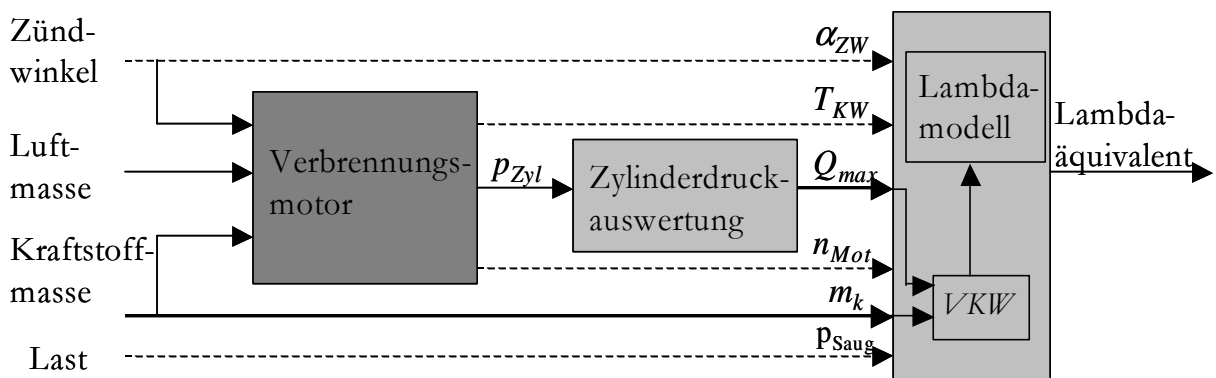 Zünd-
winkel
Luft-
masse
Kraftstoff-
masse
Last
Verbrennungs-
motor
p_Zyl
Zylinderdruck-
auswertung
α_ZW
T_KW
Q_max
n_Mot
m_k
p_Saug
Lambda-
modell
VKW
Lambda-
äquivalent